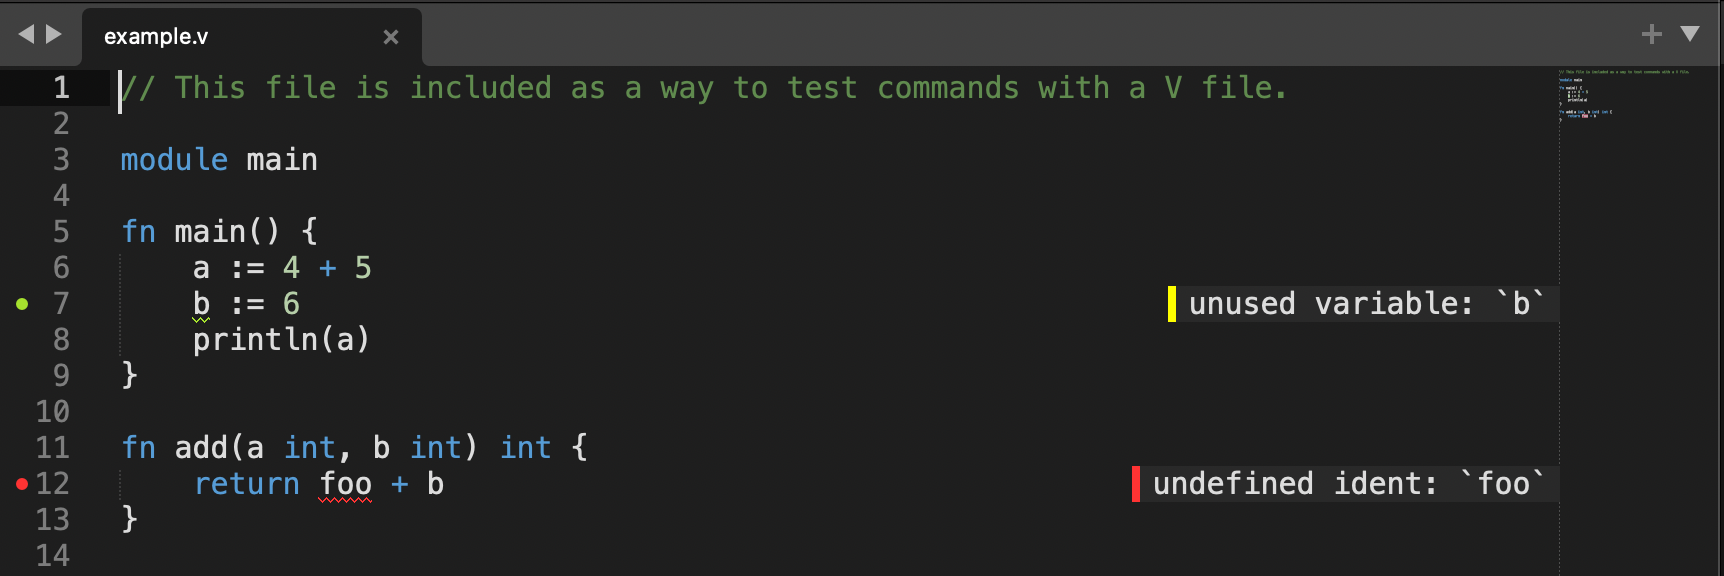 example.v
1 // This file is included as a way to test commands with a V file.
2
3 module main
4
5 fn main() {
6 a := 4 + 5
7 b := 6 unused variable: `b`
8 println(a)
9 }
10
11 fn add(a int, b int) int {
12 return foo + b undefined ident: `foo`
13 }
14